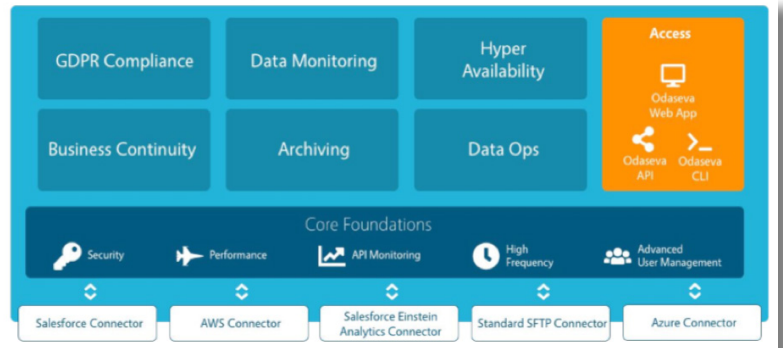 GDPR Compliance
Data Monitoring
Hyper
Availability
Access
Odaseva
Web App
Business Continuity
Archiving
Data Ops
Odaseva
API
Odaseva
CLI
Core Foundations
Security
Performance
API Monitoring
High
Frequency
Advanced
User Management
Salesforce Connector
AWS Connector
Salesforce Einstein
Analytics Connector
Standard SFTP Connector
Azure Connector